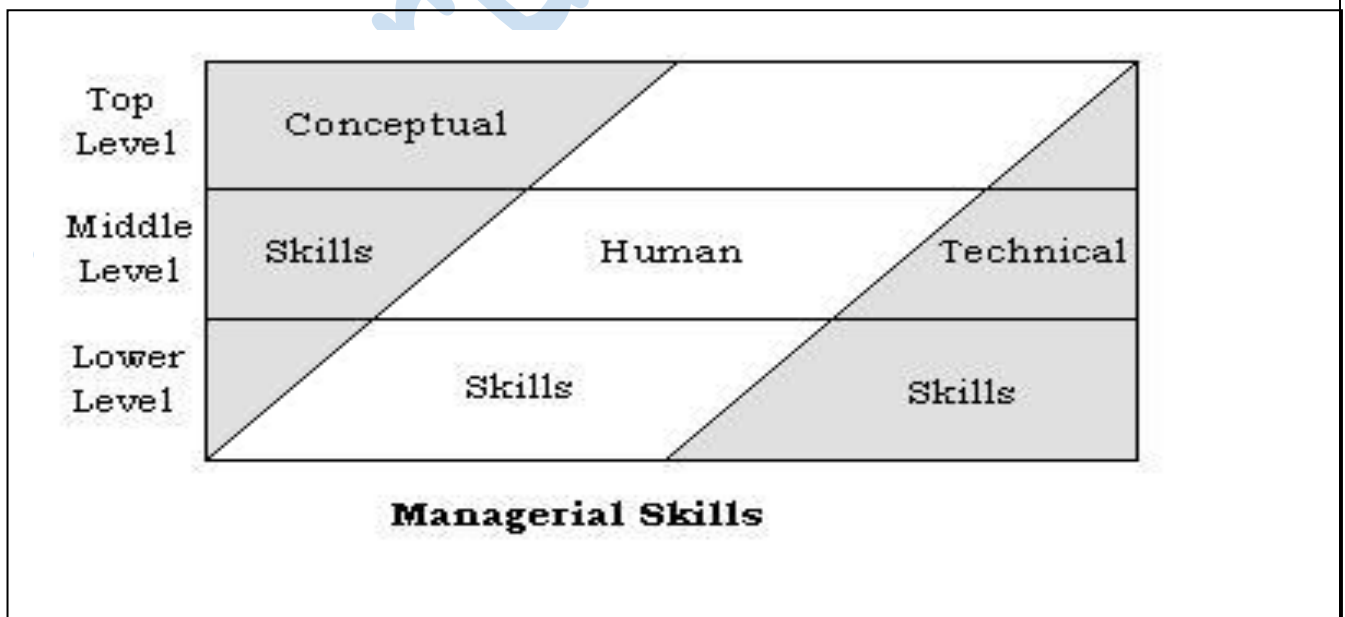 Top
Level
Conceptual
Middle
Level
Skills
Human
Technical
Lower
Level
Skills
Skills
Managerial Skills